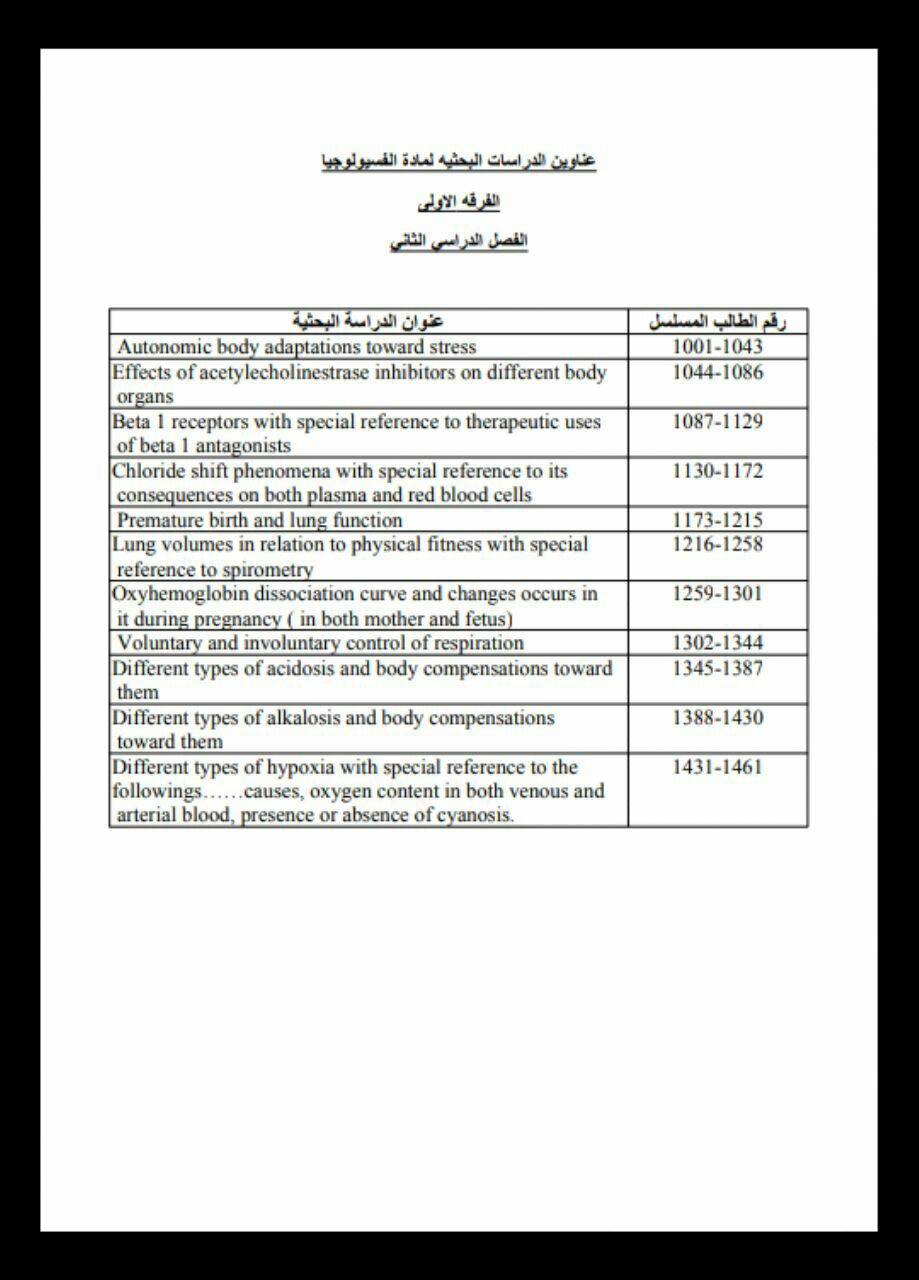 عناوين الدراسات البحثيه لمادة الفسيولوجيا
الفرقه الاولى
الفصل الدراسي الثاني
رقم الطالب المسلسل عنوان الدراسة البحثية
Autonomic body adaptations toward stress 1001-1043
Effects of acetylecholinestrase inhibitors on different body 1044-1086
organs
Beta 1 receptors with special reference to therapeutic uses 1087-1129
of beta 1 antagonists
Chloride shift phenomena with special reference to its 1130-1172
consequences on both plasma and red blood cells
Premature birth and lung function 1173-1215
Lung volumes in relation to physical fitness with special 1216-1258
reference to spirometry
Oxyhemoglobin dissociation curve and changes occurs in 1259-1301
it during pregnancy ( in both mother and fetus)
Voluntary and involuntary control of respiration 1302-1344
Different types of acidosis and body compensations toward 1345-1387
them
Different types of alkalosis and body compensations 1388-1430
toward them
Different types of hypoxia with special reference to the 1431-1461
followings……causes, oxygen content in both venous and
arterial blood, presence or absence of cyanosis.